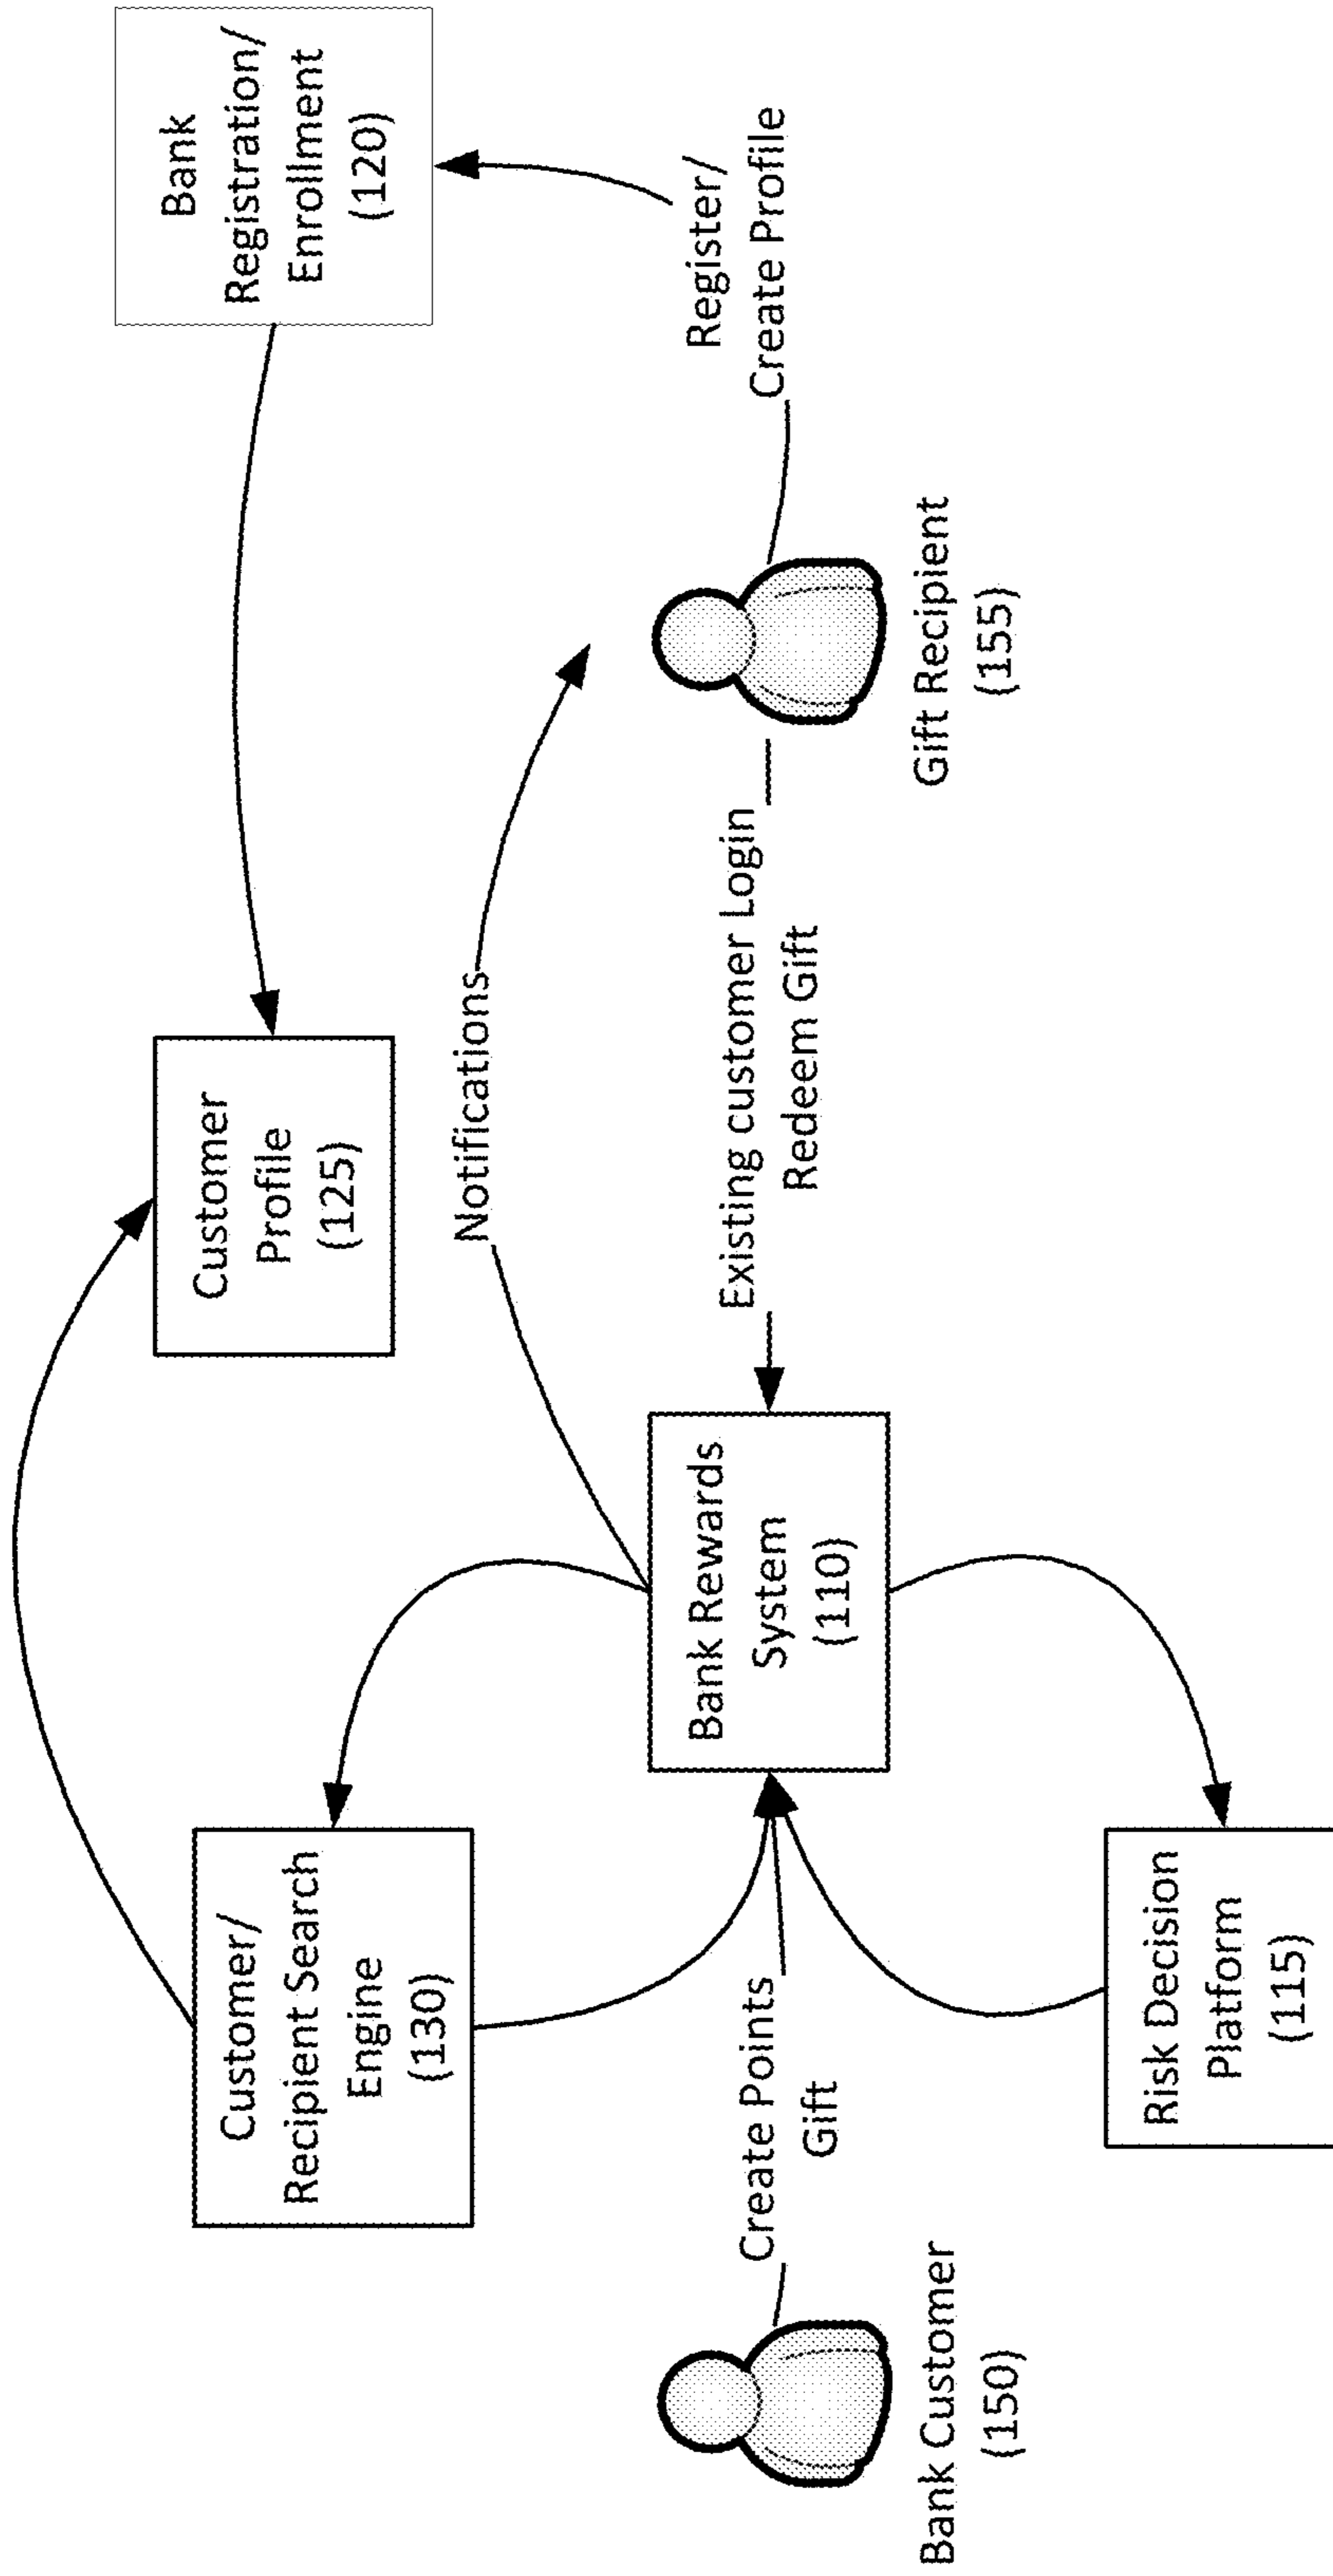 Customer/
Recipient Search
Engine
(130)
Customer
Profile
(125)
Bank
Registration/
Enrollment
(120)
Notifications
Register/
Create Profile
Create Points
Gift
Bank Rewards
System
(110)
Existing customer Login
Redeem Gift
Bank Customer
(150)
Gift Recipient
(155)
Risk Decision
Platform
(115)